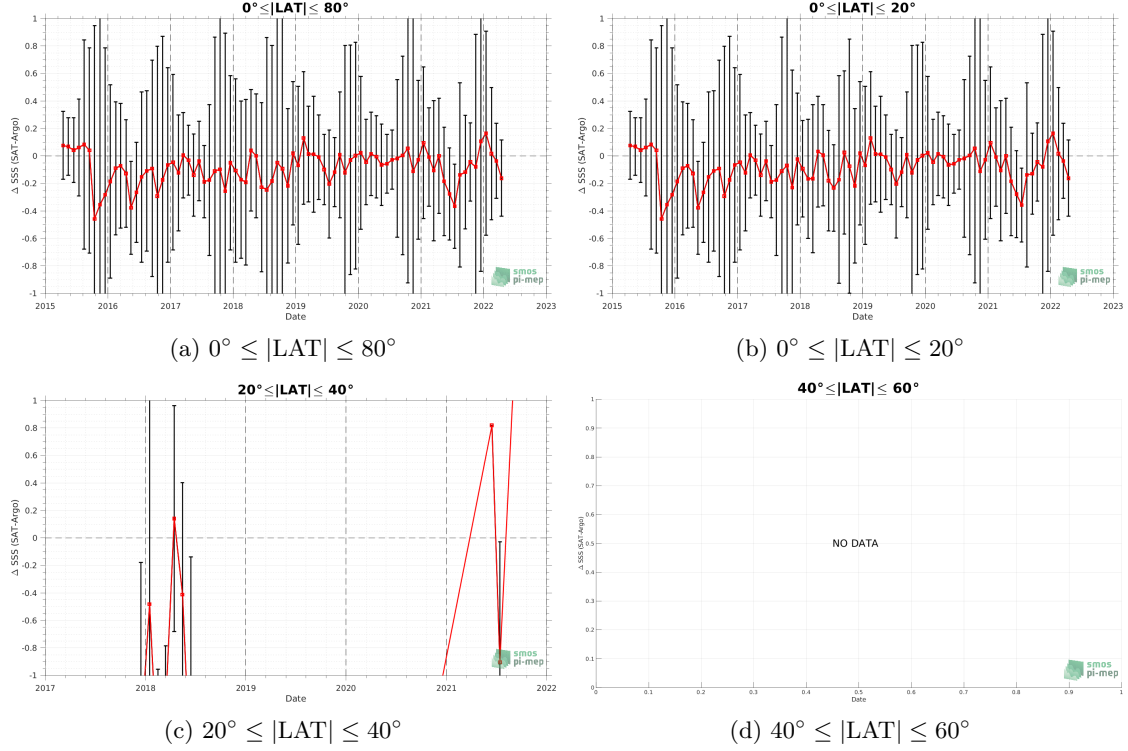 0°≤|LAT|≤ 80°
Δ SSS (SAT-Argo)
1
0.8
0.6
0.4
0.2
0
-0.2
-0.4
-0.6
-0.8
-1
2015 2016 2017 2018 2019 2020 2021 2022 2023
Date
smos
pi-mep
(a) 0° ≤ |LAT| ≤ 80°
0°≤|LAT|≤ 20°
Δ SSS (SAT-Argo)
1
0.8
0.6
0.4
0.2
0
-0.2
-0.4
-0.6
-0.8
-1
2015 2016 2017 2018 2019 2020 2021 2022 2023
Date
smos
pi-mep
(b) 0° ≤ |LAT| ≤ 20°
20°≤|LAT|≤ 40°
Δ SSS (SAT-Argo)
1
0.8
0.6
0.4
0.2
0
-0.2
-0.4
-0.6
-0.8
-1
2017 2018 2019 2020 2021 2022
Date
smos
pi-mep
(c) 20° ≤ |LAT| ≤ 40°
40°≤|LAT|≤ 60°
Δ SSS (SAT-Argo)
1
0.9
0.8
0.7
0.6
0.5
0.4
0.3
0.2
0.1
0
NO DATA
0 0.1 0.2 0.3 0.4 0.5 0.6 0.7 0.8 0.9 1
Date
smos
pi-mep
(d) 40° ≤ |LAT| ≤ 60°